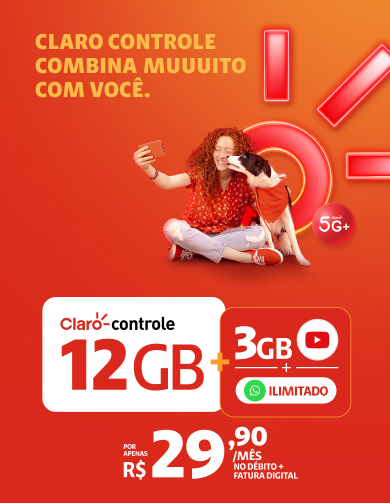 CLARO CONTROLE
COMBINA MUUUITO
COM VOCÊ.
Claro
5G+
Claro-controle
12GB
+
3GB
+
ILIMITADO
POR
APENAS
R$ 29,90
/MÊS
NO DÉBITO +
FATURA DIGITAL